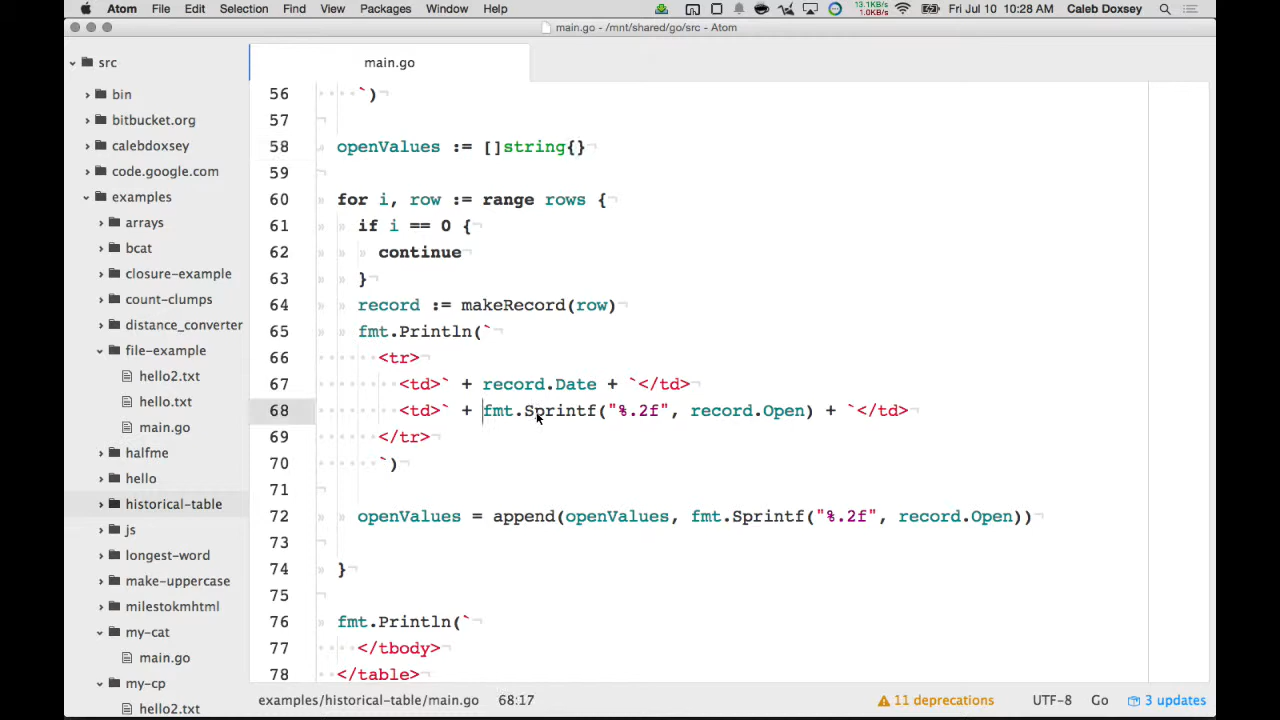 Atom File Edit Selection Find View Packages Window Help 13.1KB/s 1.0KB/s Fri Jul 10 10:28 AM Caleb Doxsey
main.go - /mnt/shared/go/src - Atom
src
bin
bitbucket.org
calebdoxsey
code.google.com
examples
arrays
bcat
closure-example
count-clumps
distance_converter
file-example
hello2.txt
hello.txt
main.go
halfme
hello
historical-table
js
longest-word
make-uppercase
milestokmhtml
my-cat
main.go
my-cp
hello2.txt
main.go
56 `)
57
58 openValues := []string{}
59
60 for i, row := range rows {
61 if i == 0 {
62 continue
63 }
64 record := makeRecord(row)
65 fmt.Println(`
66 <tr>
67 <td>` + record.Date + `</td>
68 <td>` + fmt.Sprintf("%.2f", record.Open) + `</td>
69 </tr>
70 `)
71
72 openValues = append(openValues, fmt.Sprintf("%.2f", record.Open))
73
74 }
75
76 fmt.Println(`
77 </tbody>
78 </table>
examples/historical-table/main.go 68:17 11 deprecations UTF-8 Go 3 updates